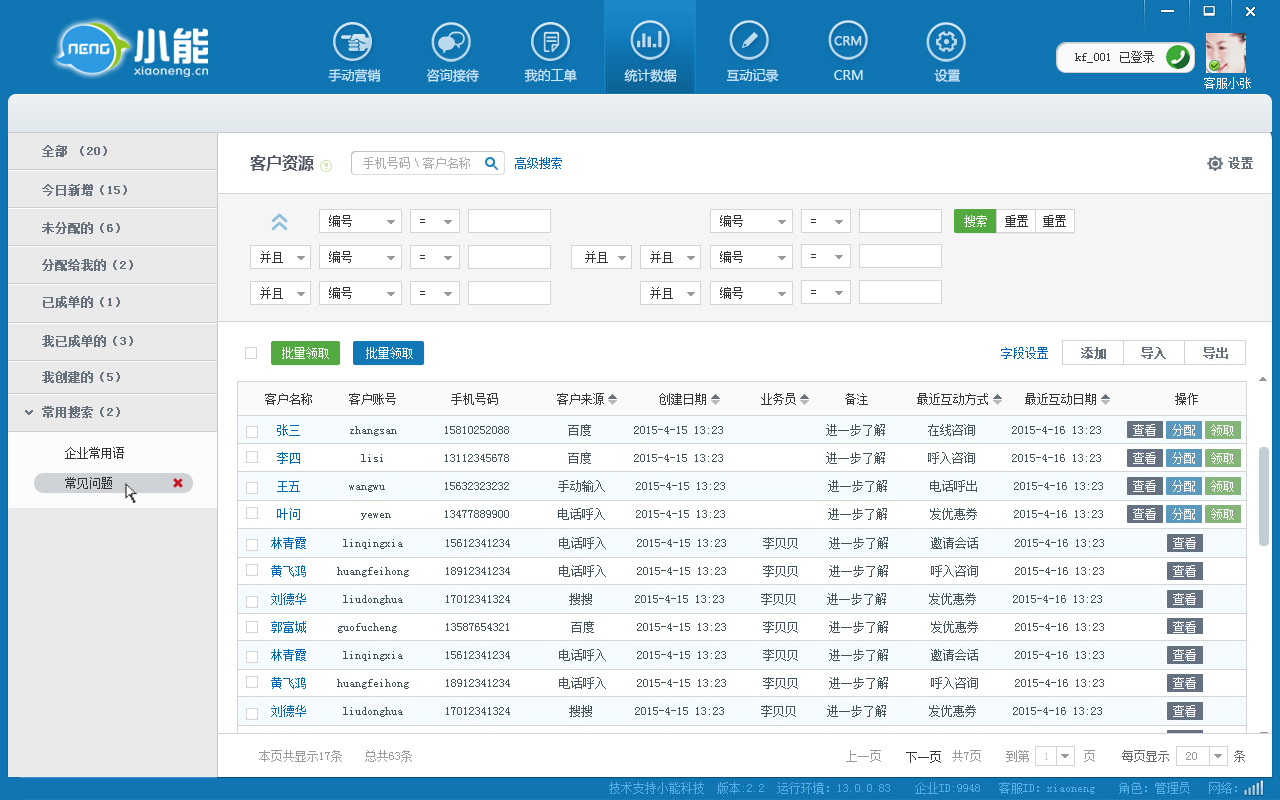 NENG 小能
xiaoneng.cn
手动营销 咨询接待 我的工单 统计数据 互动记录 CRM CRM 设置
kf_001 已登录
客服小张
全部 (20)
今日新增 (15)
未分配的 (6)
分配给我的 (2)
已成单的 (1)
我已成单的 (3)
我创建的 (5)
常用搜索 (2)
企业常用语
常见问题
客户资源 ? 手机号码 \ 客户名称 高级搜索 设置
编号 = 编号 = 搜索 重置 重置
并且 编号 = 并且 并且 编号 =
并且 编号 = 并且 编号 =
批量领取 批量领取 字段设置 添加 导入 导出
客户名称 客户账号 手机号码 客户来源 创建日期 业务员 备注 最近互动方式 最近互动日期 操作
张三 zhangsan 15810252088 百度 2015-4-15 13:23 进一步了解 在线咨询 2015-4-16 13:23 查看 分配 领取
李四 lisi 13112345678 百度 2015-4-15 13:23 进一步了解 呼入咨询 2015-4-16 13:23 查看 分配 领取
王五 wangwu 15632323232 手动输入 2015-4-15 13:23 进一步了解 电话呼出 2015-4-16 13:23 查看 分配 领取
叶问 yewen 13477889900 电话呼入 2015-4-15 13:23 进一步了解 发优惠券 2015-4-16 13:23 查看 分配 领取
林青霞 linqingxia 15612341234 电话呼入 2015-4-15 13:23 李贝贝 进一步了解 邀请会话 2015-4-16 13:23 查看
黄飞鸿 huangfeihong 18912341234 电话呼入 2015-4-15 13:23 李贝贝 进一步了解 呼入咨询 2015-4-16 13:23 查看
刘德华 liudonghua 17012341324 搜搜 2015-4-15 13:23 李贝贝 进一步了解 发优惠券 2015-4-16 13:23 查看
郭富城 guofucheng 13587654321 百度 2015-4-15 13:23 李贝贝 进一步了解 发优惠券 2015-4-16 13:23 查看
林青霞 linqingxia 15612341234 电话呼入 2015-4-15 13:23 李贝贝 进一步了解 邀请会话 2015-4-16 13:23 查看
黄飞鸿 huangfeihong 18912341234 电话呼入 2015-4-15 13:23 李贝贝 进一步了解 呼入咨询 2015-4-16 13:23 查看
刘德华 liudonghua 17012341324 搜搜 2015-4-15 13:23 李贝贝 进一步了解 发优惠券 2015-4-16 13:23 查看
本页共显示17条 总共63条 上一页 下一页 共7页 到第 1 页 每页显示 20 条
技术支持小能科技 版本:2.2 运行环境: 13.0.0.83 企业ID:9948 客服ID: xiaoneng 角色: 管理员 网络: